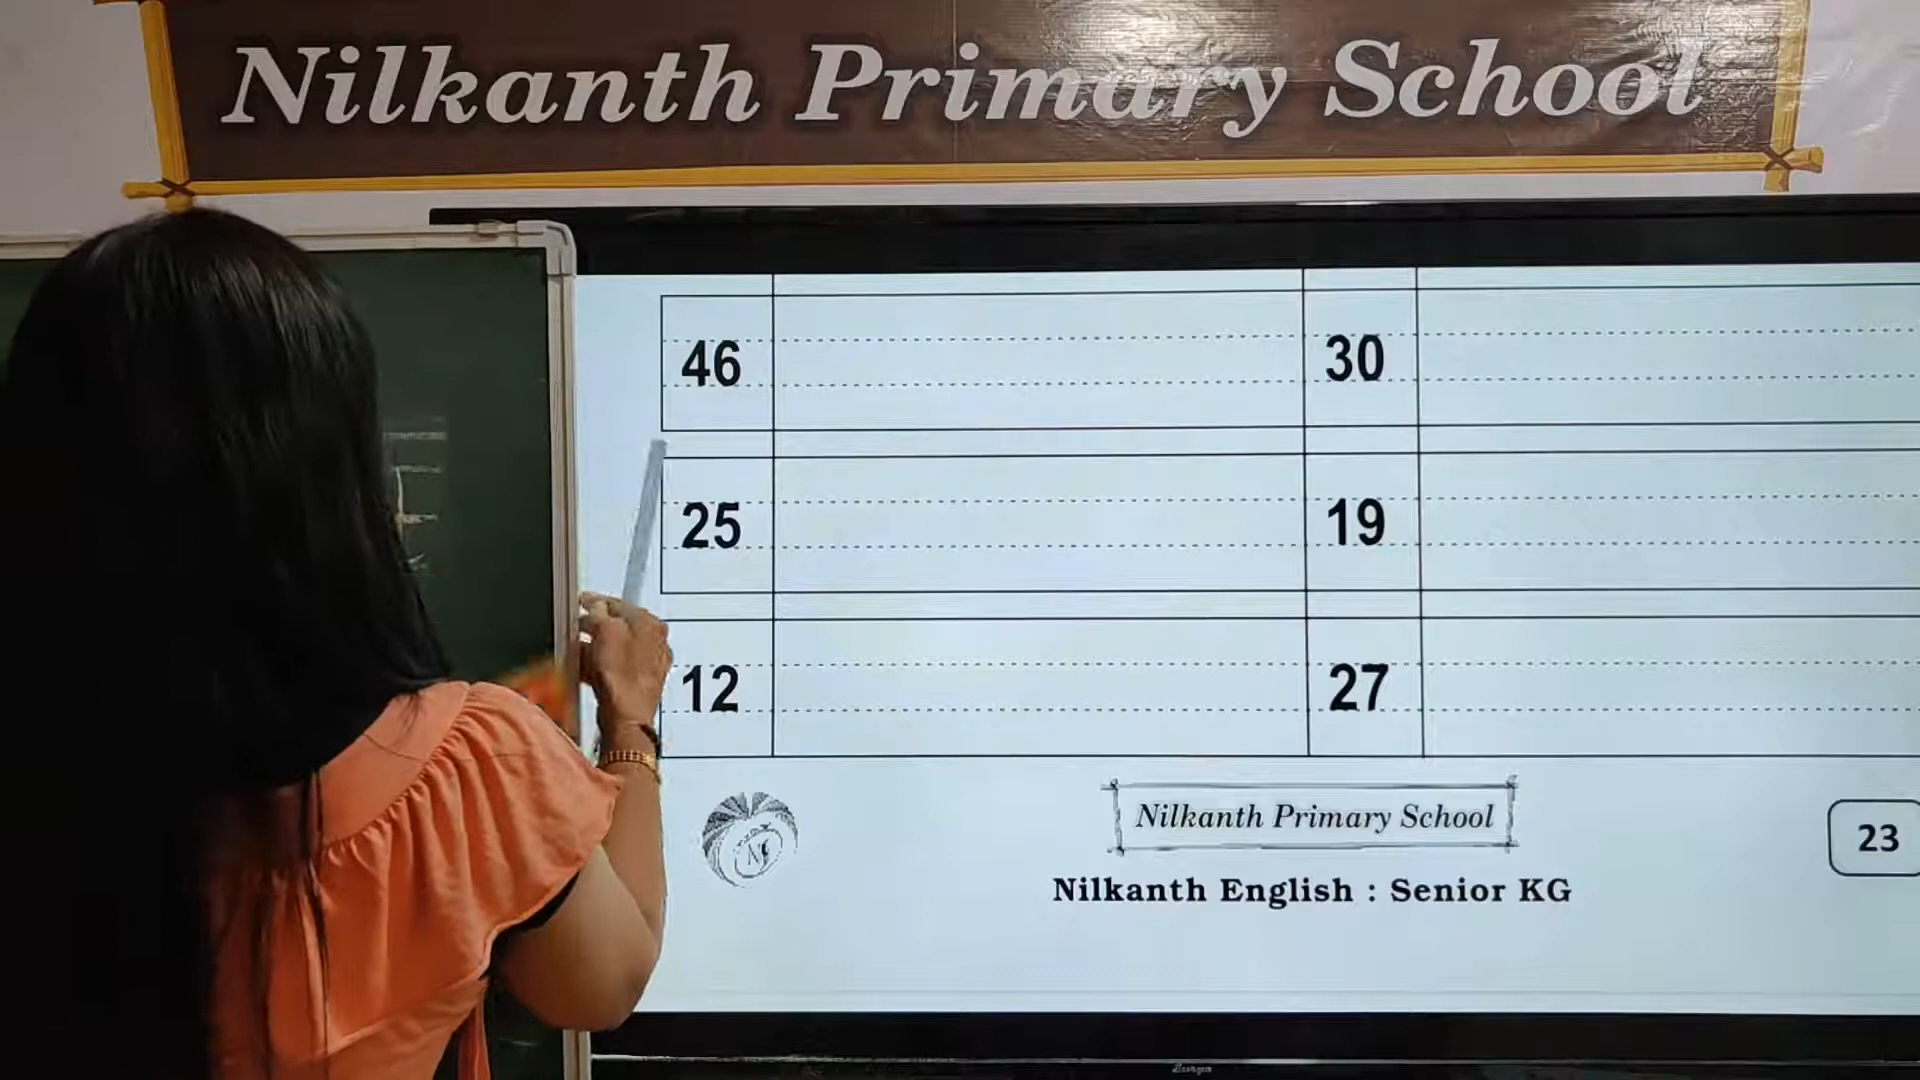 Nilkanth Primary School
46 30
25 19
12 27
Nilkanth Primary School
23
Nilkanth English : Senior KG